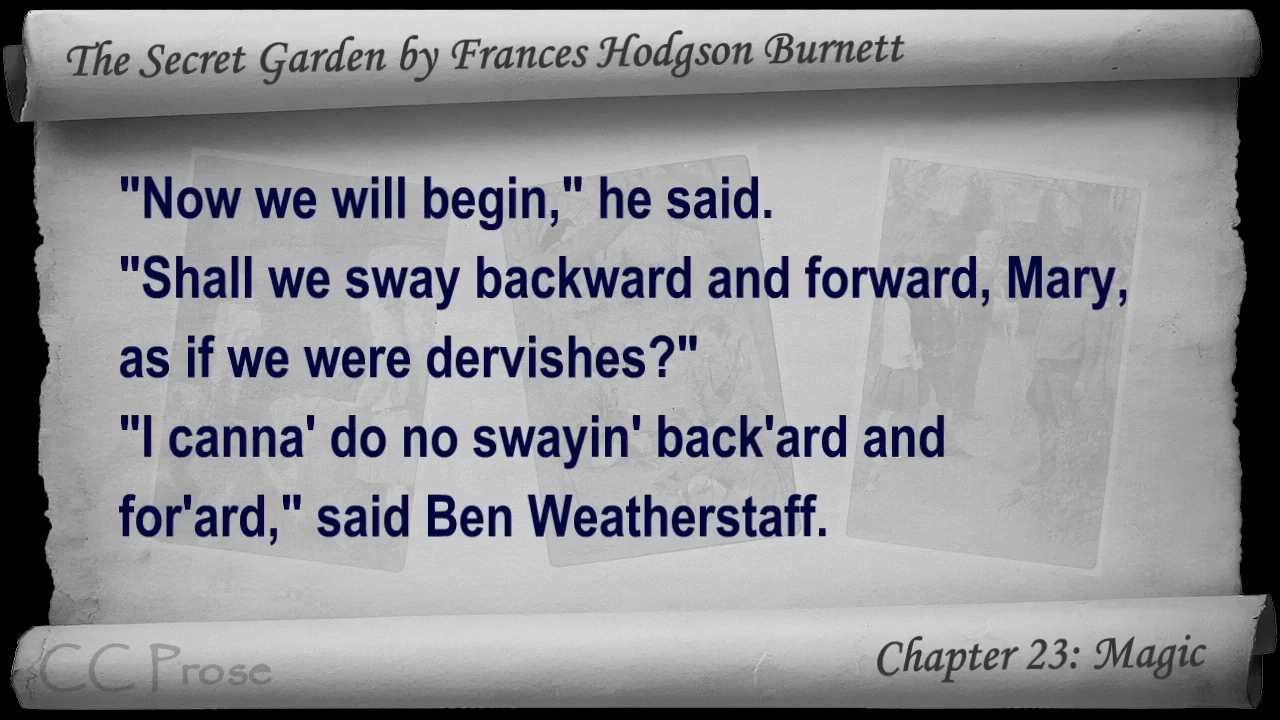 The Secret Garden by Frances Hodgson Burnett
"Now we will begin," he said.
"Shall we sway backward and forward, Mary,
as if we were dervishes?"
"I canna' do no swayin' back'ard and
for'ard," said Ben Weatherstaff.
CC Prose
Chapter 23: Magic